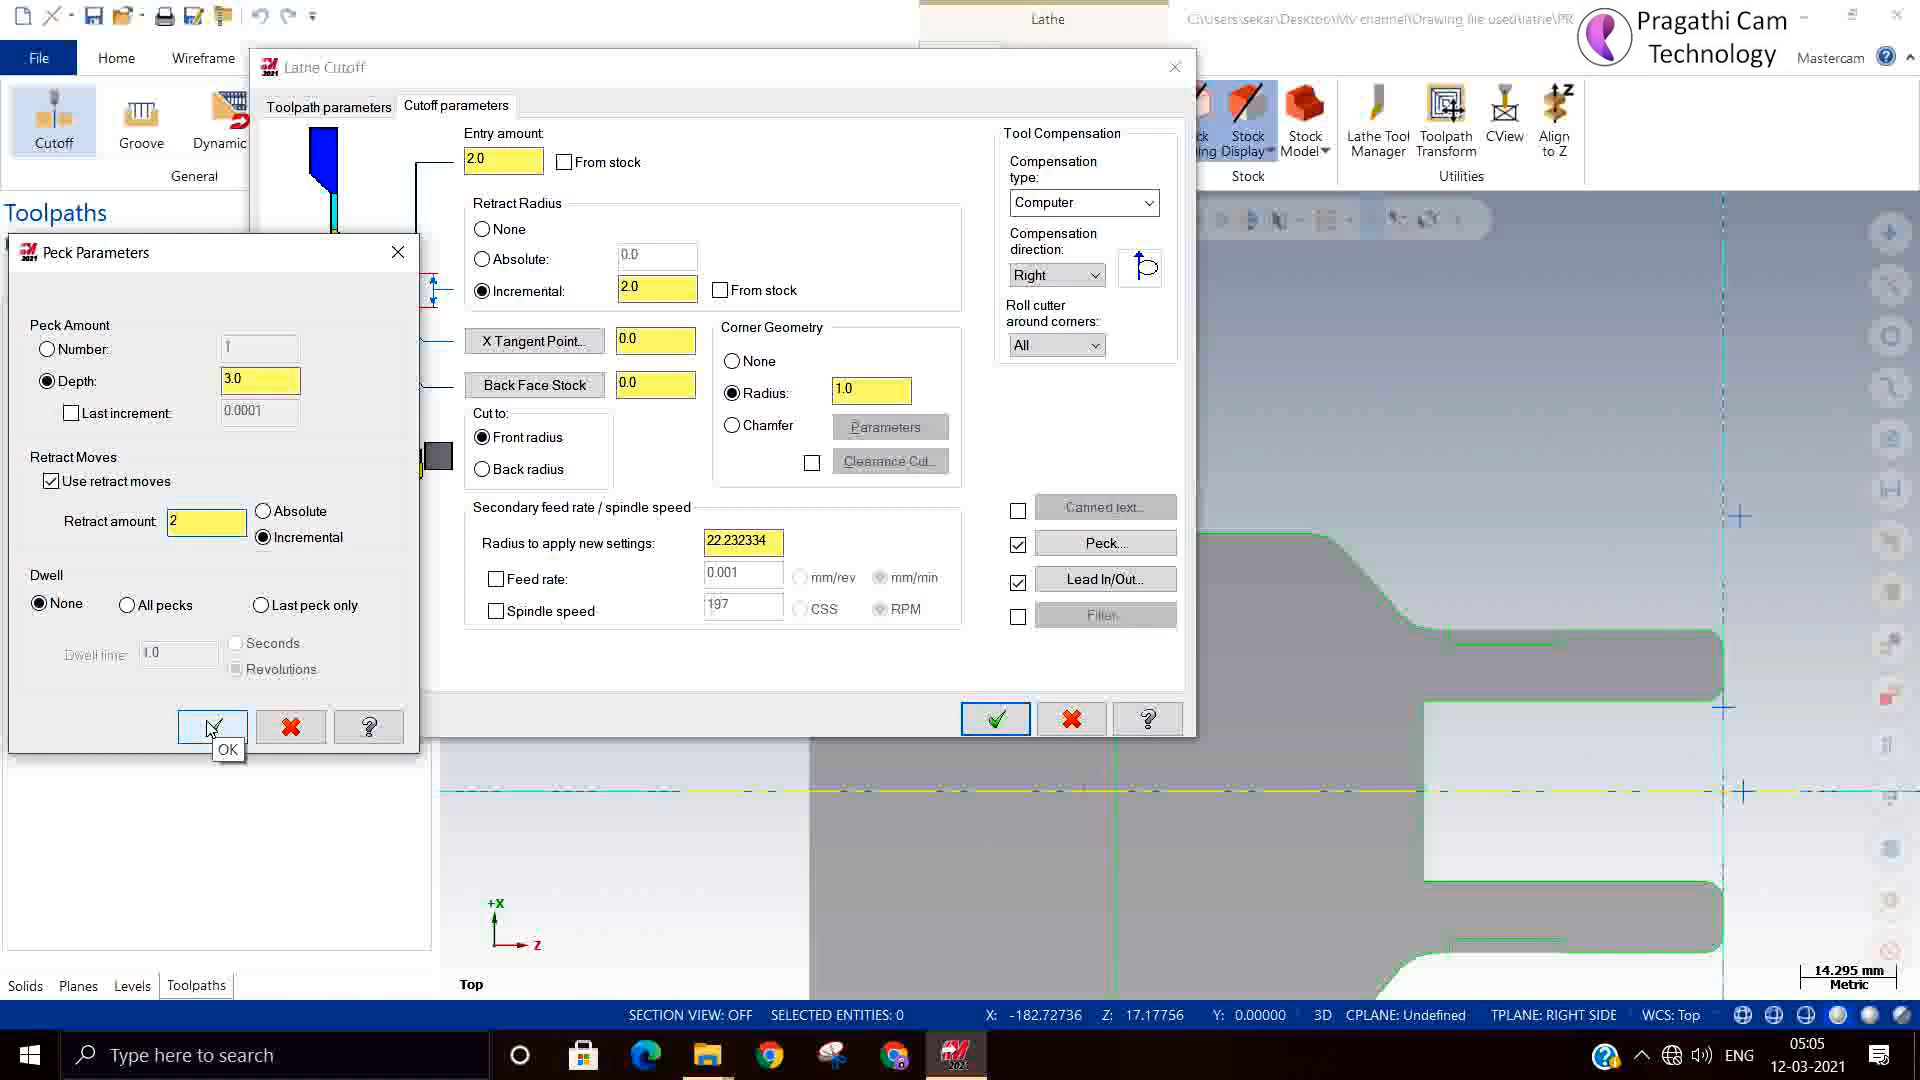 Lathe
C:\Users\sekar\Desktop\MV channel\Drawing file used\lathe\PR
Pragathi Cam
Technology
File
Home
Wireframe
Mastercam
Cutoff
Groove
Dynamic
General
Stock
Display
Stock
Model
Stock
Lathe Tool
Manager
Toolpath
Transform
CView
Align
to Z
Utilities
Toolpaths
Lathe Cutoff
Toolpath parameters
Cutoff parameters
Entry amount:
2.0
From stock
Retract Radius
None
Absolute:
0.0
Incremental:
2.0
From stock
X Tangent Point...
0.0
Back Face Stock
0.0
Cut to:
Front radius
Back radius
Corner Geometry
None
Radius:
1.0
Chamfer
Parameters
Clearance Cut...
Secondary feed rate / spindle speed
Radius to apply new settings:
22.232334
Feed rate:
0.001
mm/rev
mm/min
Spindle speed
197
CSS
RPM
Tool Compensation
Compensation
type:
Computer
Compensation
direction:
Right
Roll cutter
around corners:
All
Canned text...
Peck...
Lead In/Out...
Filter...
Peck Parameters
Peck Amount
Number:
1
Depth:
3.0
Last increment:
0.0001
Retract Moves
Use retract moves
Retract amount:
2
Absolute
Incremental
Dwell
None
All pecks
Last peck only
Dwell time:
1.0
Seconds
Revolutions
OK
+X
Z
Top
14.295 mm
Metric
Solids
Planes
Levels
Toolpaths
SECTION VIEW: OFF
SELECTED ENTITIES: 0
X: -182.72736
Z: 17.17756
Y: 0.00000
3D
CPLANE: Undefined
TPLANE: RIGHT SIDE
WCS: Top
Type here to search
ENG
05:05
12-03-2021